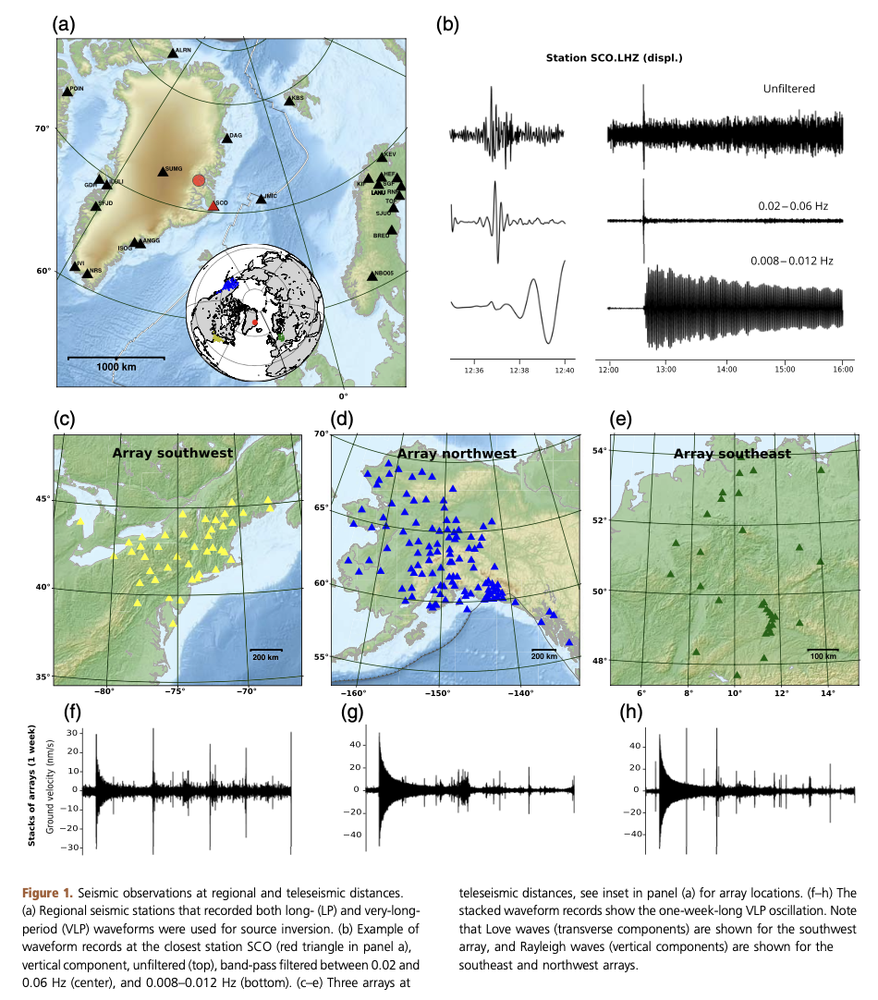 (a)
ALRN
POIN
KBS
70°
DAG
KEV
SUMG
HEF
KIF
SGF
GDH
KULI
LANU
RNF
SFJD
SCO
JMIC
SJUU
BREU
ISOG
ANGG
60°
IVI
NRS
NBO05
1000 km
0°
(b)
Station SCO.LHZ (displ.)
Unfiltered
0.02–0.06 Hz
0.008–0.012 Hz
12:36 12:38 12:40
12:00 13:00 14:00 15:00 16:00
(c)
Array southwest
45°
40°
35°
200 km
−80° −75° −70°
(d)
Array northwest
70°
65°
60°
55°
200 km
−160° −150° −140°
(e)
Array southeast
54°
52°
50°
48°
100 km
6° 8° 10° 12° 14°
(f)
Stacks of arrays (1 week)
Ground velocity (nm/s)
30
20
10
0
−10
−20
−30
(g)
40
20
0
−20
−40
(h)
40
20
0
−20
−40
Figure 1. Seismic observations at regional and teleseismic distances.
(a) Regional seismic stations that recorded both long- (LP) and very-long-
period (VLP) waveforms were used for source inversion. (b) Example of
waveform records at the closest station SCO (red triangle in panel a),
vertical component, unfiltered (top), band-pass filtered between 0.02 and
0.06 Hz (center), and 0.008–0.012 Hz (bottom). (c–e) Three arrays at
teleseismic distances, see inset in panel (a) for array locations. (f–h) The
stacked waveform records show the one-week-long VLP oscillation. Note
that Love waves (transverse components) are shown for the southwest
array, and Rayleigh waves (vertical components) are shown for the
southeast and northwest arrays.